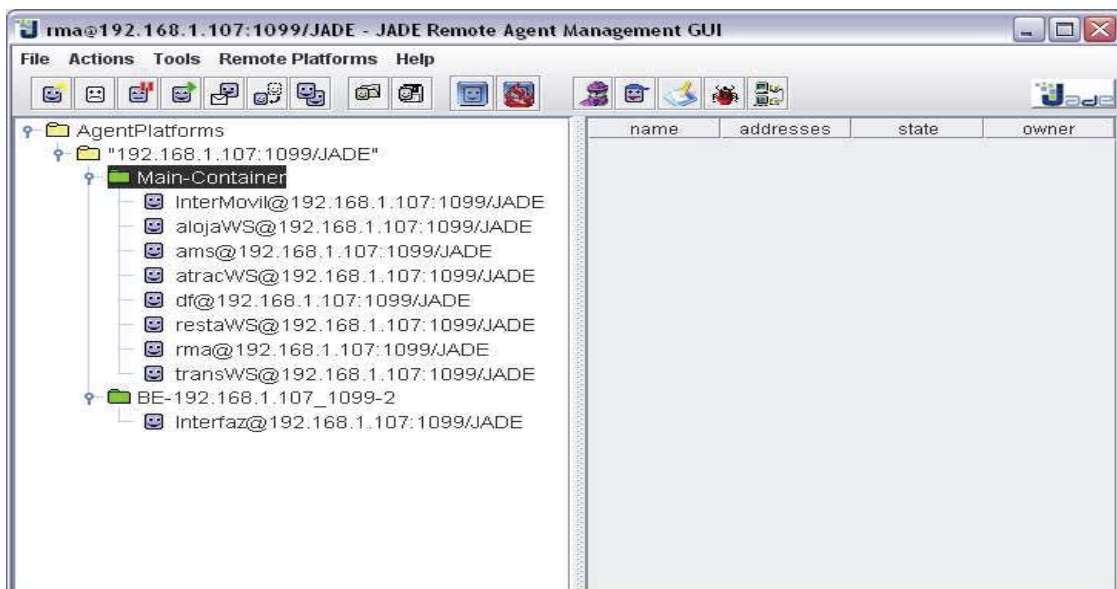 rma@192.168.1.107:1099/JADE - JADE Remote Agent Management GUI
File Actions Tools Remote Platforms Help
Jade
AgentPlatforms
"192.168.1.107:1099/JADE"
Main-Container
InterMovil@192.168.1.107:1099/JADE
alojaWS@192.168.1.107:1099/JADE
ams@192.168.1.107:1099/JADE
atracWS@192.168.1.107:1099/JADE
df@192.168.1.107:1099/JADE
restaWS@192.168.1.107:1099/JADE
rma@192.168.1.107:1099/JADE
transWS@192.168.1.107:1099/JADE
BE-192.168.1.107_1099-2
Interfaz@192.168.1.107:1099/JADE
name addresses state owner